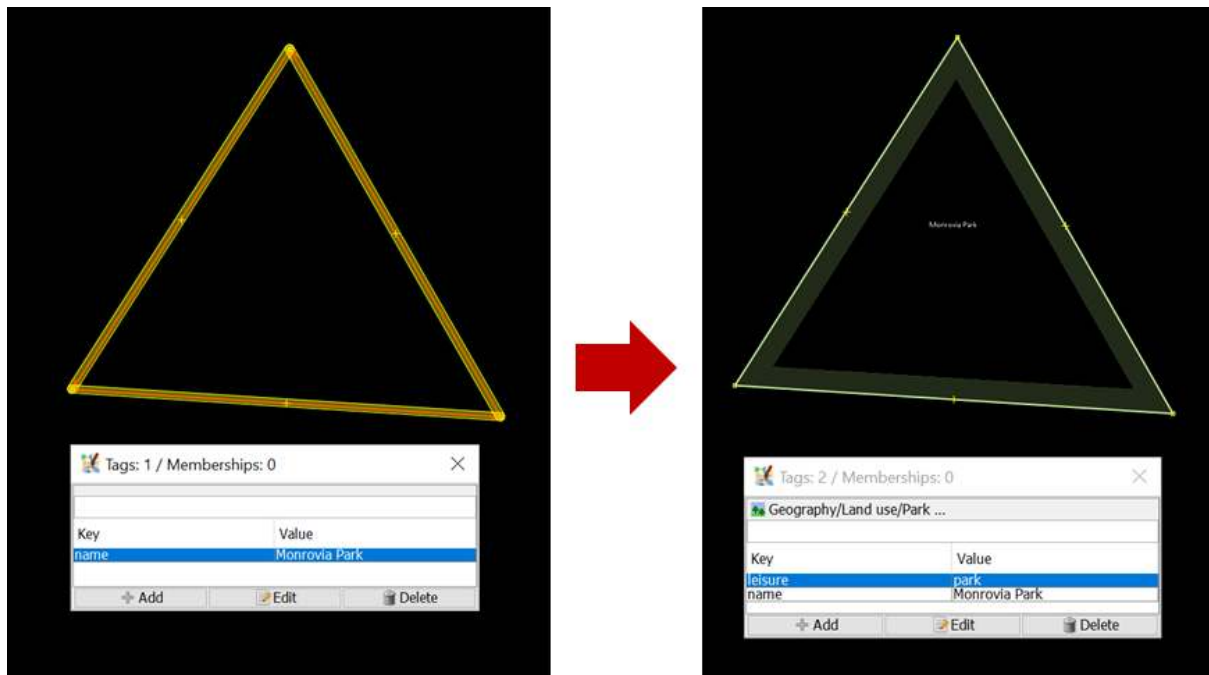 Tags: 1 / Memberships: 0
Key Value
name Monrovia Park
Add Edit Delete
Monrovia Park
Tags: 2 / Memberships: 0
Geography/Land use/Park ...
Key Value
leisure park
name Monrovia Park
Add Edit Delete